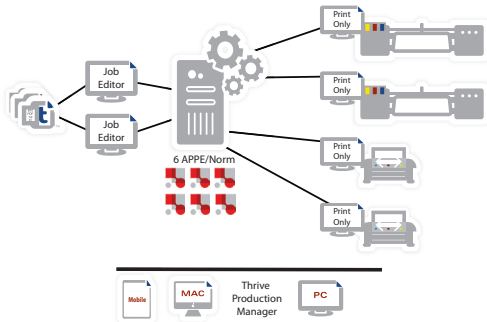 Print
Only
Job
Editor
Print
Only
t
Job
Editor
6 APPE/Norm
Print
Only
Print
Only
Mobile
MAC
Thrive
Production
Manager
PC